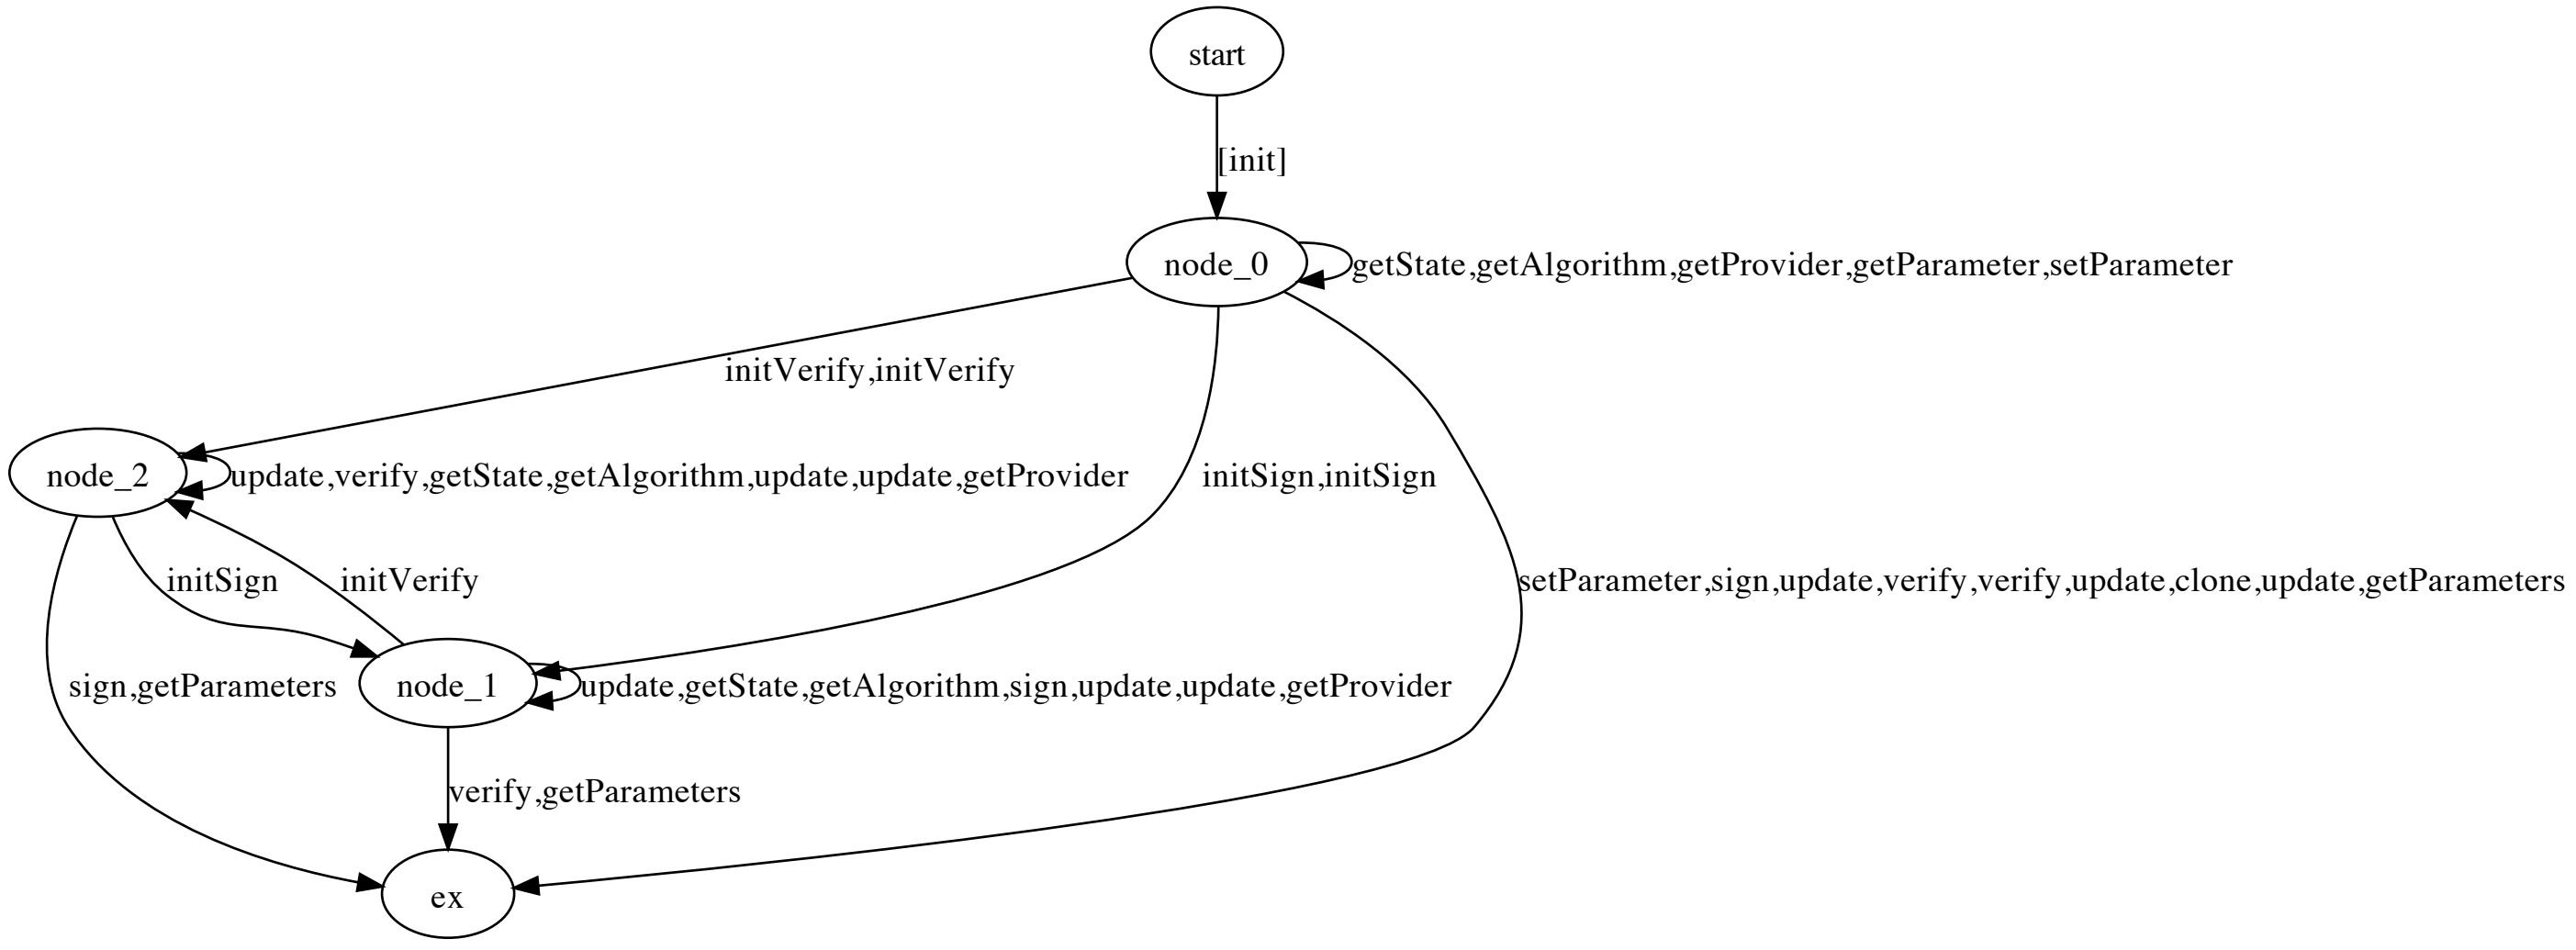 start
[init]
node_0
getState,getAlgorithm,getProvider,getParameter,setParameter
initVerify,initVerify
node_2
update,verify,getState,getAlgorithm,update,update,getProvider
initSign,initSign
initSign
initVerify
setParameter,sign,update,verify,verify,update,clone,update,getParameters
sign,getParameters
node_1
update,getState,getAlgorithm,sign,update,update,getProvider
verify,getParameters
ex